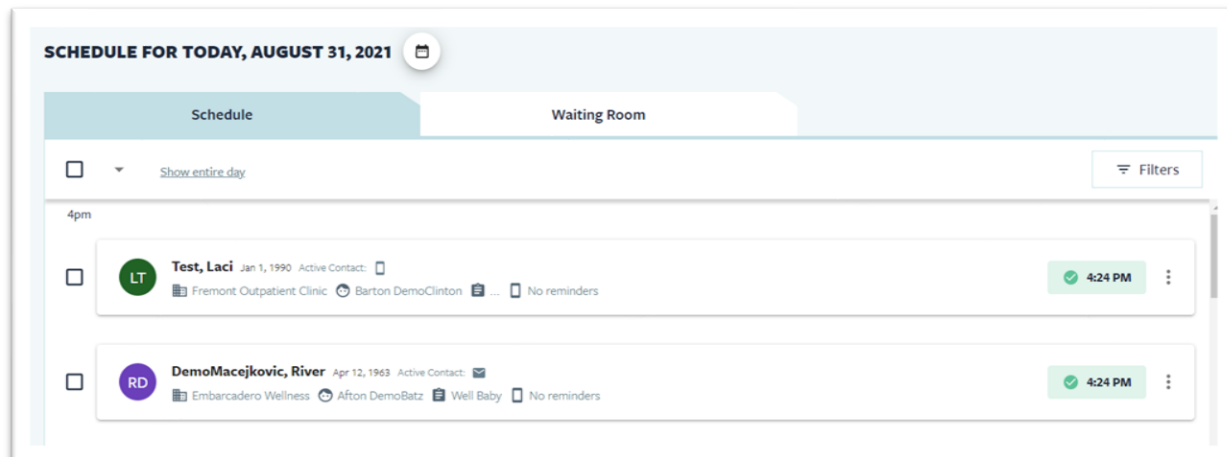 SCHEDULE FOR TODAY, AUGUST 31, 2021
Schedule Waiting Room
Show entire day Filters
4pm
LT Test, Laci Jan 1, 1990 Active Contact: 4:24 PM
Fremont Outpatient Clinic Barton DemoClinton ... No reminders
RD DemoMacejkovic, River Apr 12, 1963 Active Contact: 4:24 PM
Embarcadero Wellness Afton DemoBatz Well Baby No reminders